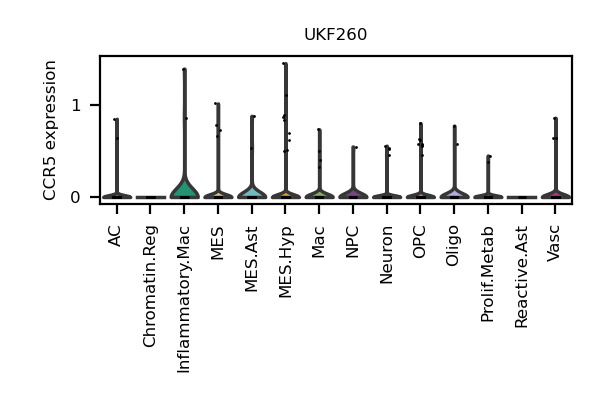 UKF260
CCR5 expression
1
0
AC
Chromatin.Reg
Inflammatory.Mac
MES
MES.Ast
MES.Hyp
Mac
NPC
Neuron
OPC
Oligo
Prolif.Metab
Reactive.Ast
Vasc